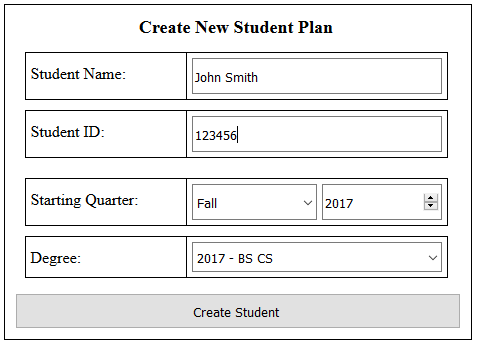 Create New Student Plan
Student Name: John Smith
Student ID: 123456
Starting Quarter: Fall 2017
Degree: 2017 - BS CS
Create Student